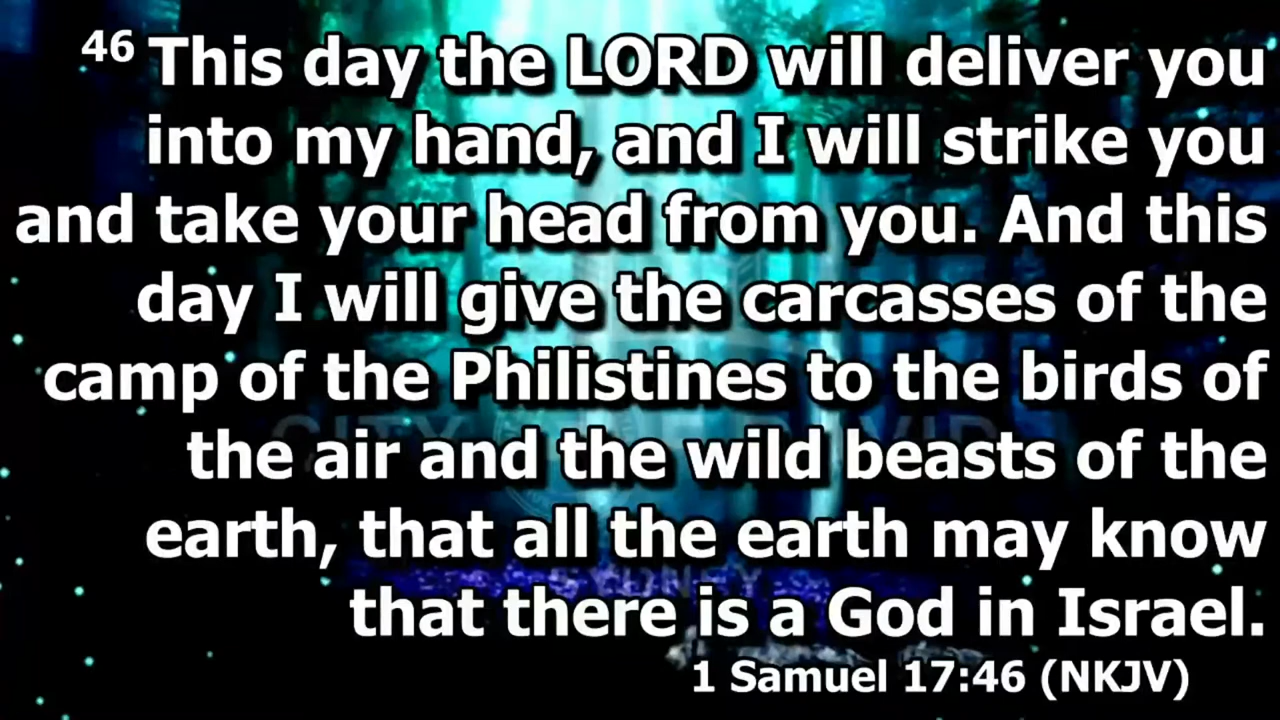 46 This day the LORD will deliver you
into my hand, and I will strike you
and take your head from you. And this
day I will give the carcasses of the
camp of the Philistines to the birds of
the air and the wild beasts of the
earth, that all the earth may know
that there is a God in Israel.
1 Samuel 17:46 (NKJV)